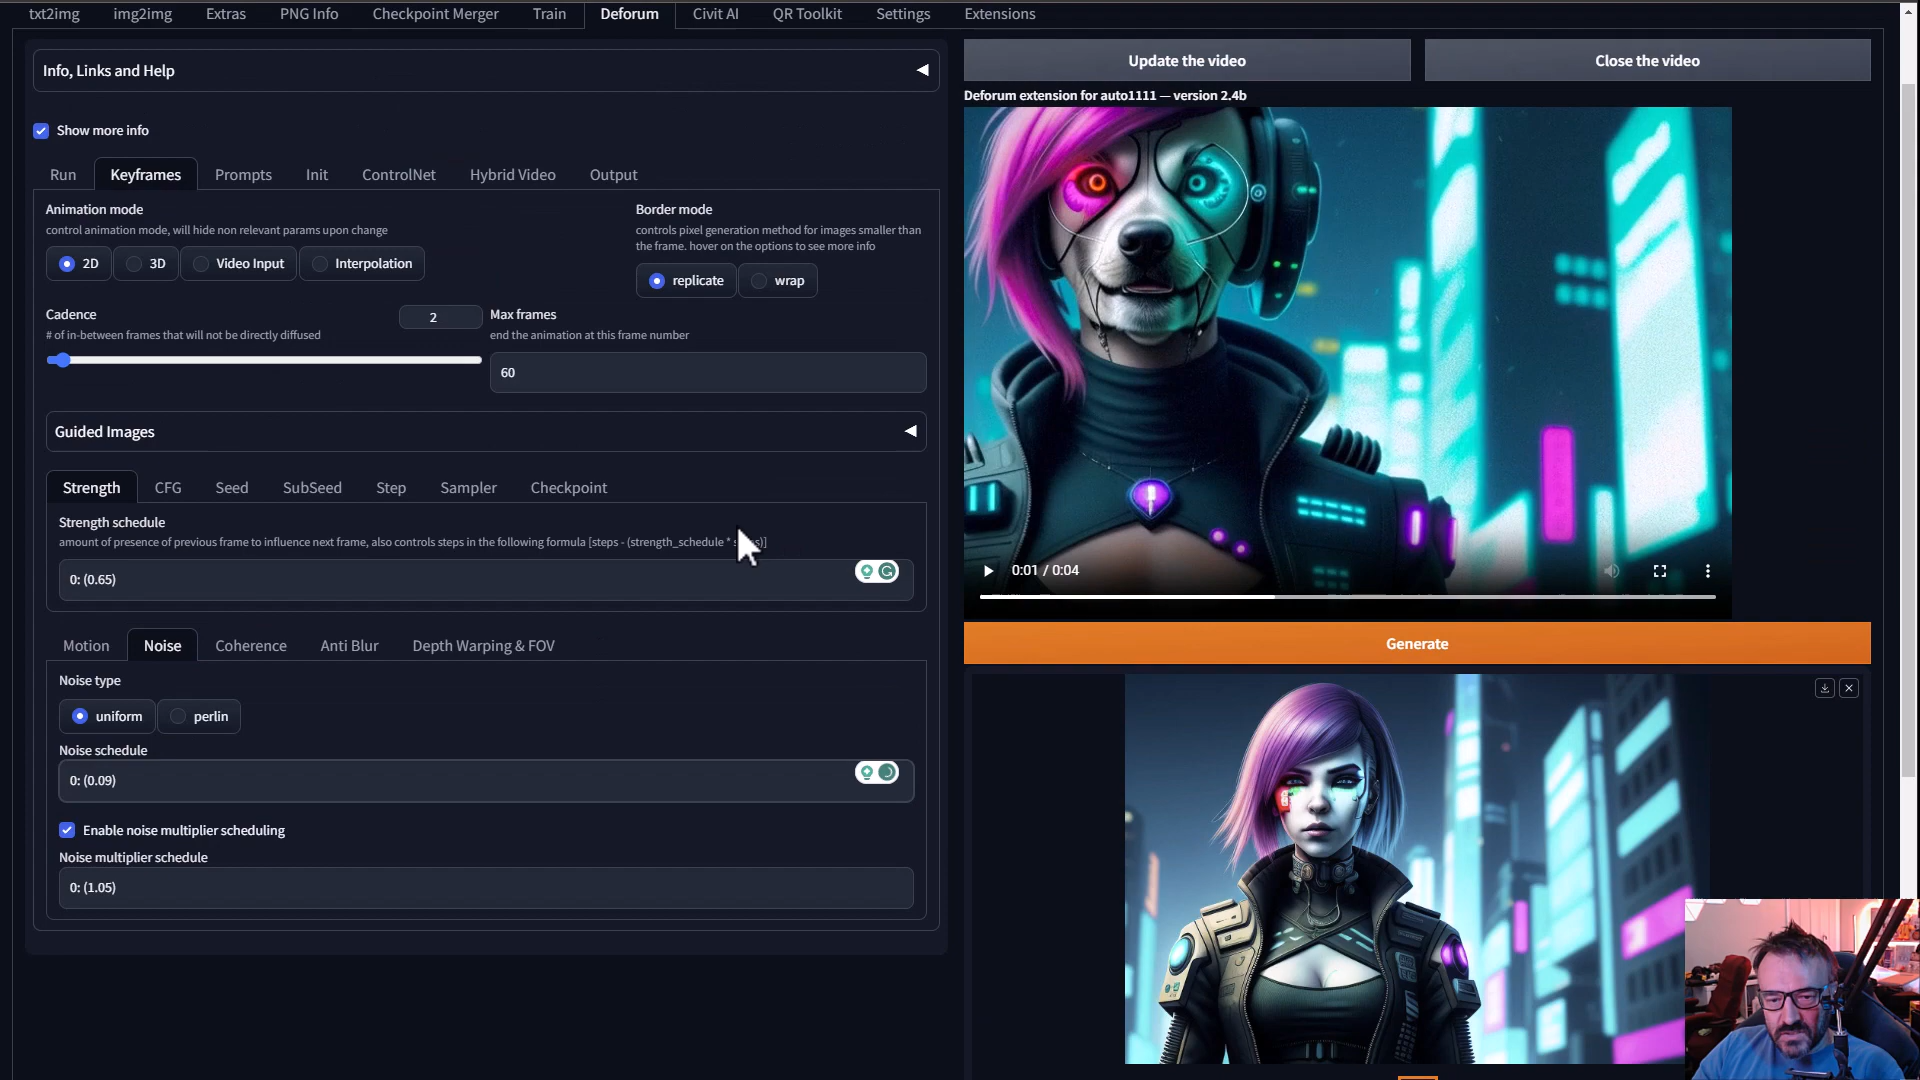 txt2img img2img Extras PNG Info Checkpoint Merger Train Deforum Civit AI QR Toolkit Settings Extensions
Info, Links and Help
Show more info
Run Keyframes Prompts Init ControlNet Hybrid Video Output
Animation mode
control animation mode, will hide non relevant params upon change
2D 3D Video Input Interpolation
Border mode
controls pixel generation method for images smaller than
the frame. hover on the options to see more info
replicate wrap
Cadence 2
# of in-between frames that will not be directly diffused
Max frames
end the animation at this frame number
60
Guided Images
Strength CFG Seed SubSeed Step Sampler Checkpoint
Strength schedule
amount of presence of previous frame to influence next frame, also controls steps in the following formula [steps - (strength_schedule *
0: (0.65)
Motion Noise Coherence Anti Blur Depth Warping & FOV
Noise type
uniform perlin
Noise schedule
0: (0.09)
Enable noise multiplier scheduling
Noise multiplier schedule
0: (1.05)
Update the video Close the video
Deforum extension for auto1111 — version 2.4b
0:01 / 0:04
Generate